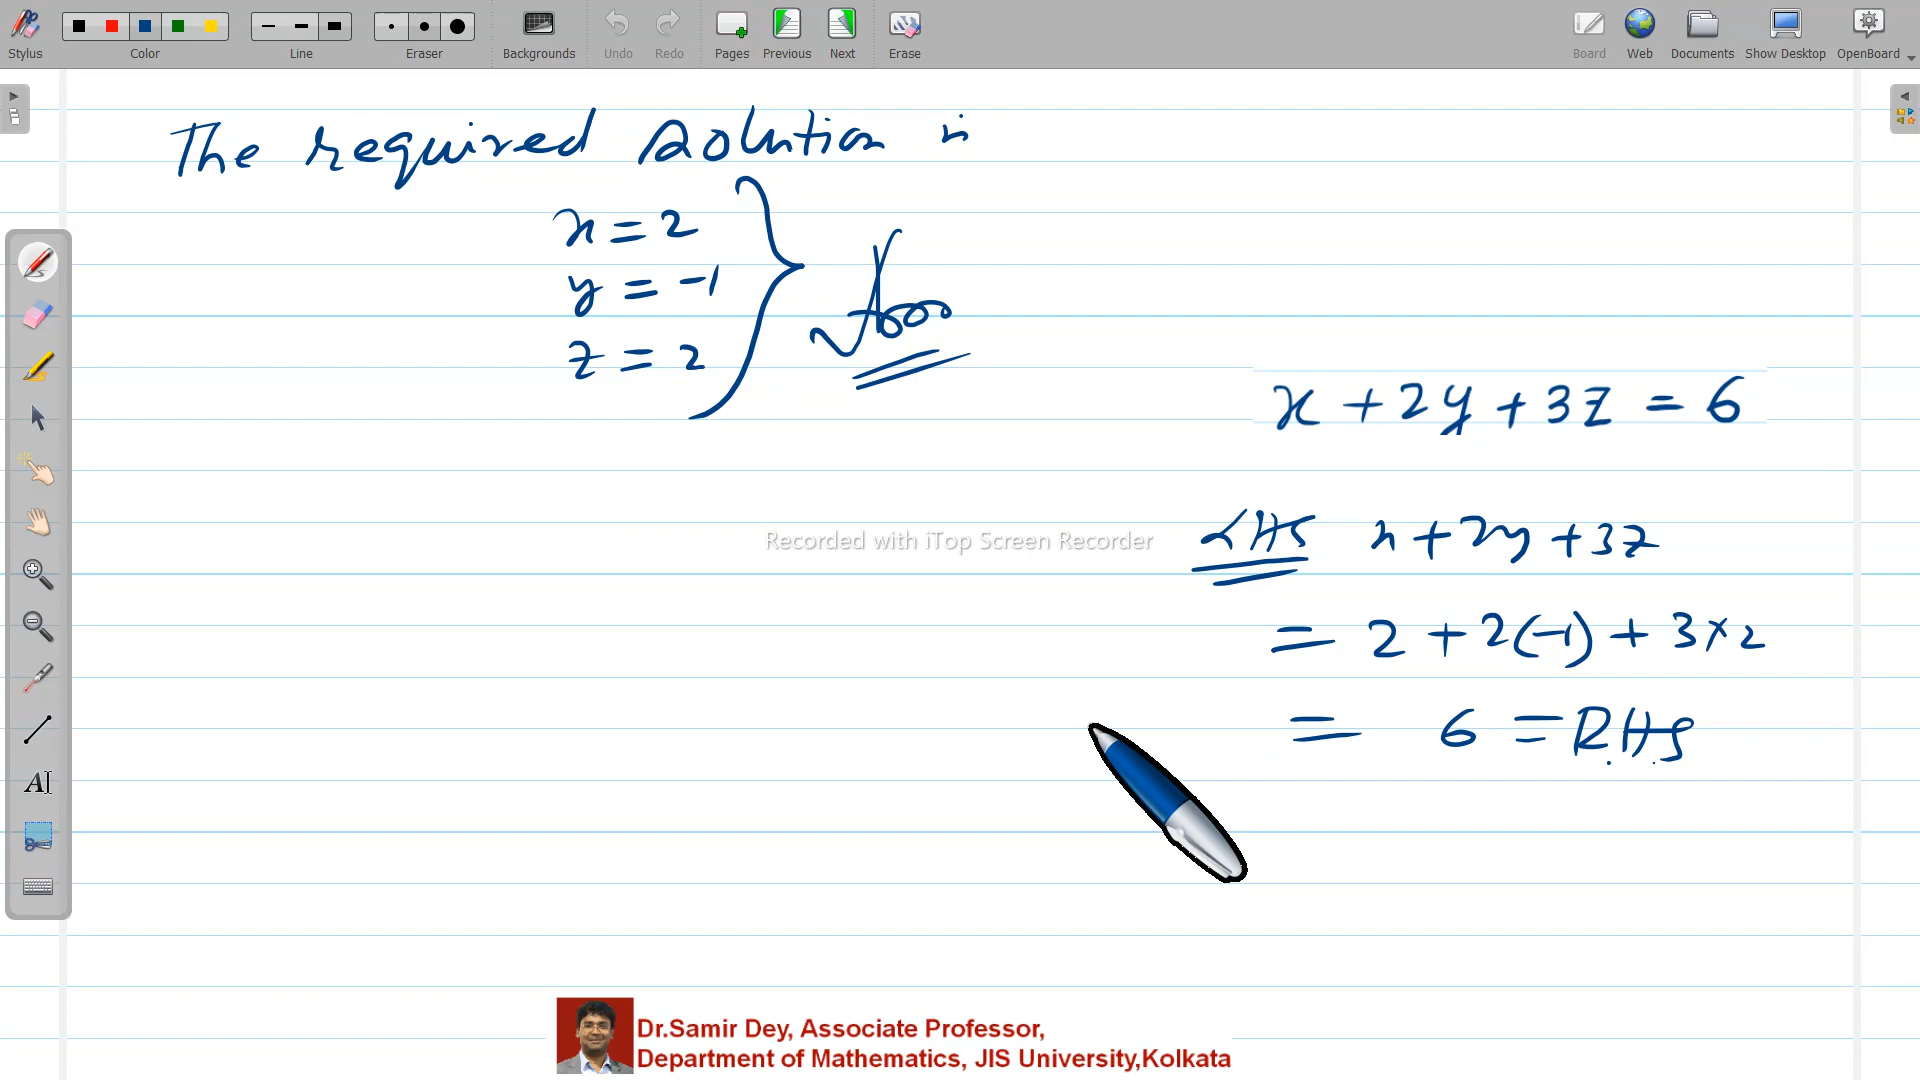 Stylus Color Line Eraser Backgrounds Undo Redo Pages Previous Next Erase Board Web Documents Show Desktop OpenBoard
The required solution is
x = 2
y = -1
z = 2
x + 2y + 3z = 6
LHS x + 2y + 3z
= 2 + 2(-1) + 3×2
= 6 = RHS
Recorded with iTop Screen Recorder
Dr.Samir Dey, Associate Professor,
Department of Mathematics, JIS University,Kolkata